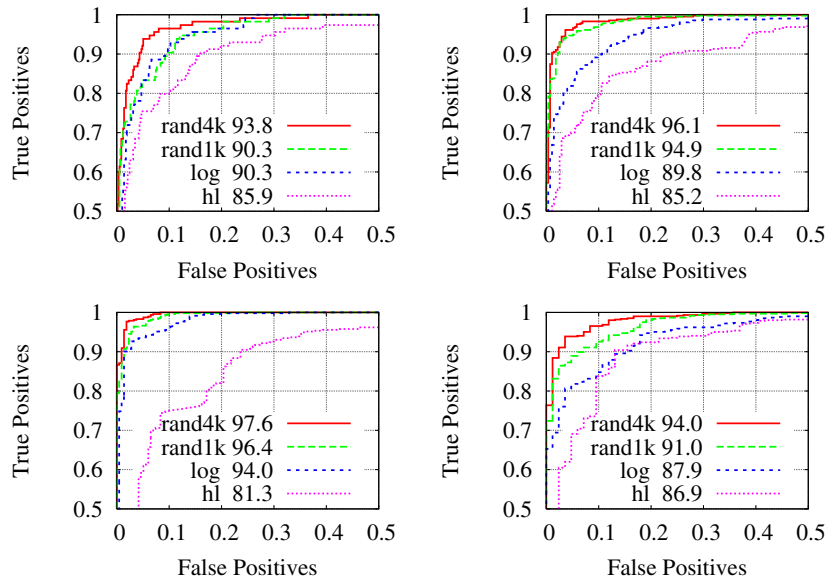 True Positives
1
0.9
0.8
0.7
0.6
0.5
rand4k 93.8
rand1k 90.3
log 90.3
hl 85.9
0 0.1 0.2 0.3 0.4 0.5
False Positives
True Positives
1
0.9
0.8
0.7
0.6
0.5
rand4k 96.1
rand1k 94.9
log 89.8
hl 85.2
0 0.1 0.2 0.3 0.4 0.5
False Positives
True Positives
1
0.9
0.8
0.7
0.6
0.5
rand4k 97.6
rand1k 96.4
log 94.0
hl 81.3
0 0.1 0.2 0.3 0.4 0.5
False Positives
True Positives
1
0.9
0.8
0.7
0.6
0.5
rand4k 94.0
rand1k 91.0
log 87.9
hl 86.9
0 0.1 0.2 0.3 0.4 0.5
False Positives